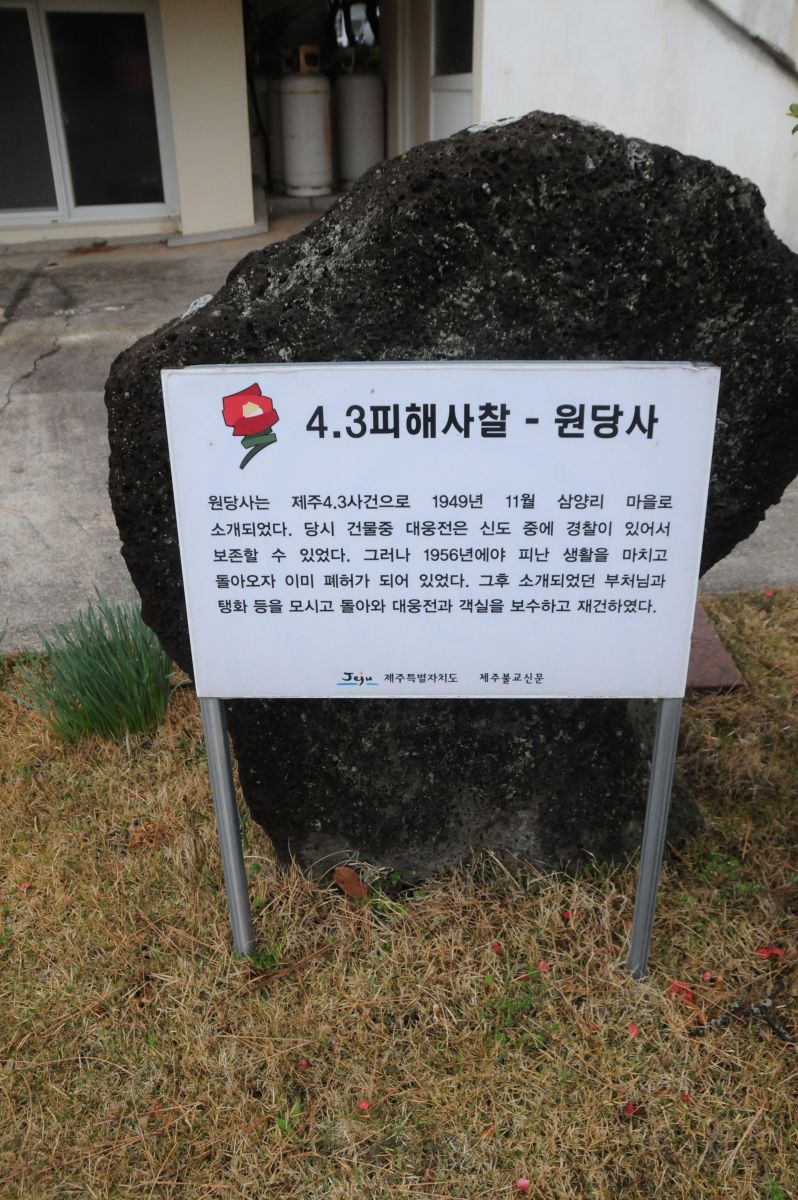 4.3피해사찰 - 원당사
원당사는 제주4.3사건으로 1949년 11월 삼양리 마을로
소개되었다. 당시 건물중 대웅전은 신도 중에 경찰이 있어서
보존할 수 있었다. 그러나 1956년에야 피난 생활을 마치고
돌아오자 이미 폐허가 되어 있었다. 그후 소개되었던 부처님과
탱화 등을 모시고 돌아와 대웅전과 객실을 보수하고 재건하였다.
Jeju 제주특별자치도 제주불교신문